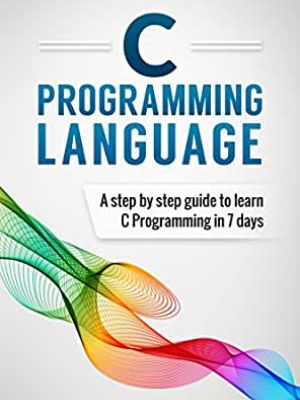 C
PROGRAMMING
LANGUAGE
A step by step guide to learn
C Programming in 7 days